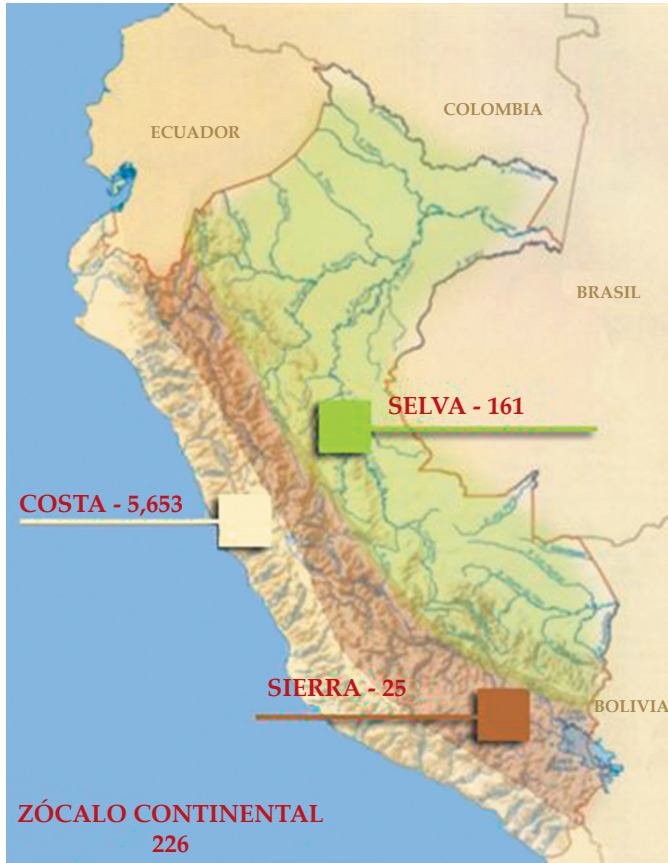 COLOMBIA
ECUADOR
BRASIL
SELVA - 161
COSTA - 5,653
SIERRA - 25
BOLIVIA
ZÓCALO CONTINENTAL
226